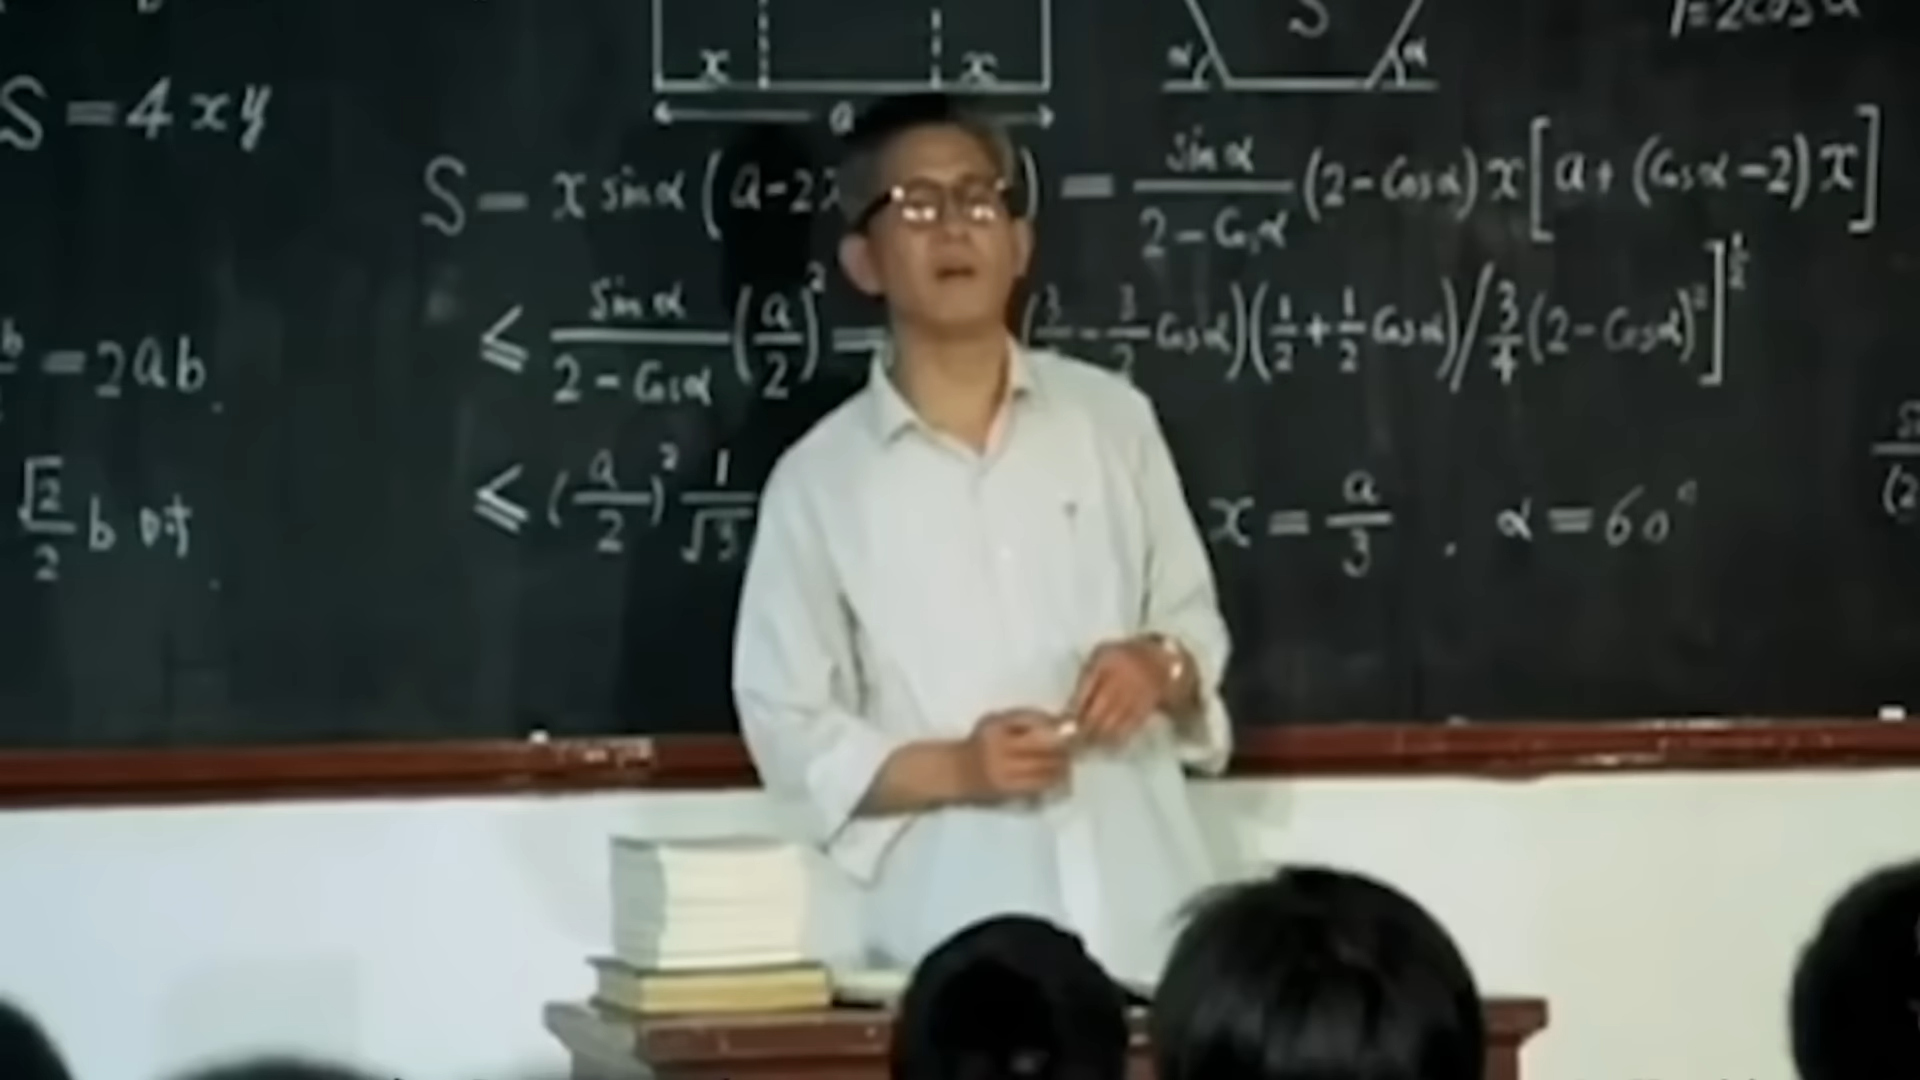 x x
α S α
a
S = 4xy
S = x sinα (a-2x ) = sinα/2-Cosα (2-Cosα) x [a + (Cosα-2) x]
≤ sinα/2-Cosα (a/2)² = -3/2 Cosα)(1/2+1/2 Cosα)/3/4(2-Cosα)²]^1/2
= 2ab.
≤ (a/2)² 1/√3 x = a/3 . α = 60°
√2/2 b 时.